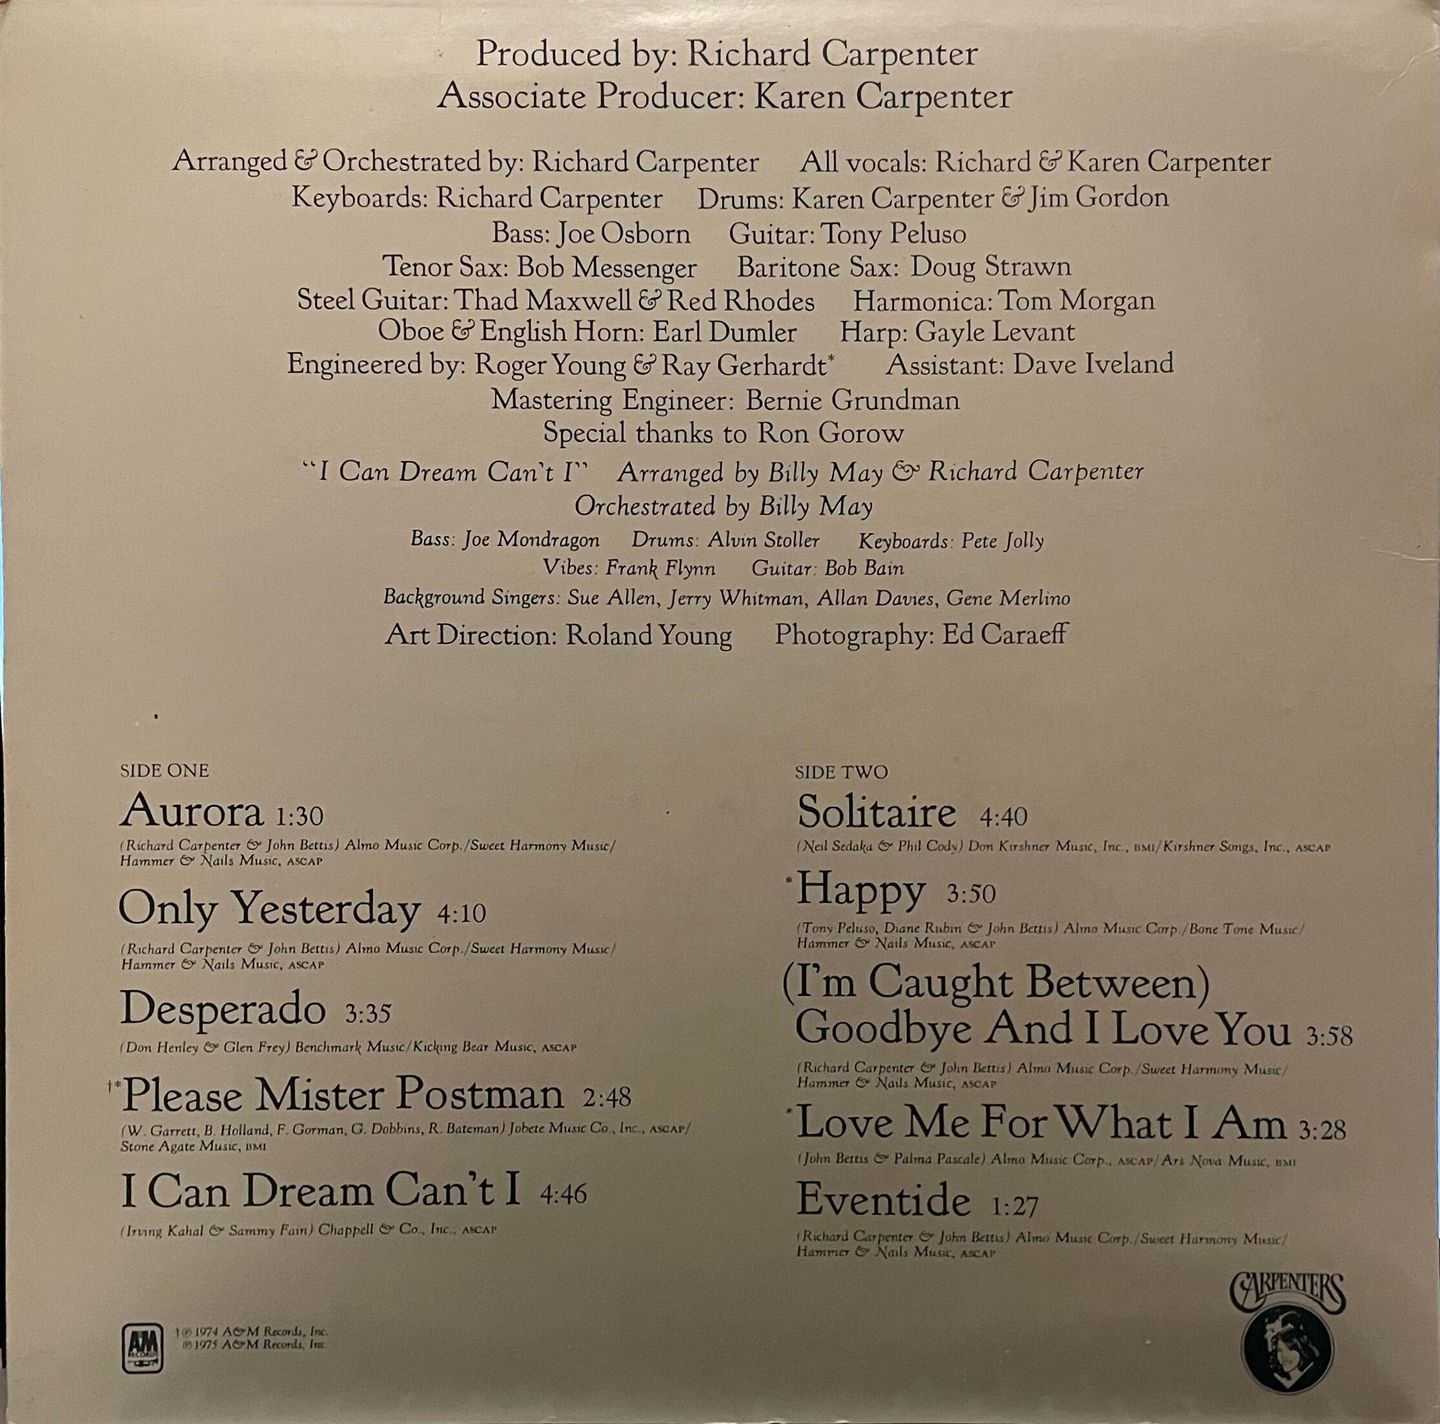 Produced by: Richard Carpenter
Associate Producer: Karen Carpenter
Arranged & Orchestrated by: Richard Carpenter All vocals: Richard & Karen Carpenter
Keyboards: Richard Carpenter Drums: Karen Carpenter & Jim Gordon
Bass: Joe Osborn Guitar: Tony Peluso
Tenor Sax: Bob Messenger Baritone Sax: Doug Strawn
Steel Guitar: Thad Maxwell & Red Rhodes Harmonica: Tom Morgan
Oboe & English Horn: Earl Dumler Harp: Gayle Levant
Engineered by: Roger Young & Ray Gerhardt* Assistant: Dave Iveland
Mastering Engineer: Bernie Grundman
Special thanks to Ron Gorow
"I Can Dream Can't I" Arranged by Billy May & Richard Carpenter
Orchestrated by Billy May
Bass: Joe Mondragon Drums: Alvin Stoller Keyboards: Pete Jolly
Vibes: Frank Flynn Guitar: Bob Bain
Background Singers: Sue Allen, Jerry Whitman, Allan Davies, Gene Merlino
Art Direction: Roland Young Photography: Ed Caraeff
SIDE ONE
Aurora 1:30
(Richard Carpenter & John Bettis) Almo Music Corp./Sweet Harmony Music/
Hammer & Nails Music, ASCAP
Only Yesterday 4:10
(Richard Carpenter & John Bettis) Almo Music Corp./Sweet Harmony Music/
Hammer & Nails Music, ASCAP
Desperado 3:35
(Don Henley & Glen Frey) Benchmark Music/Kicking Bear Music, ASCAP
†*Please Mister Postman 2:48
(W. Garrett, B. Holland, F. Gorman, G. Dobbins, R. Bateman) Jobete Music Co., Inc., ASCAP/
Stone Agate Music, BMI
I Can Dream Can't I 4:46
(Irving Kahal & Sammy Fain) Chappell & Co., Inc., ASCAP
SIDE TWO
Solitaire 4:40
(Neil Sedaka & Phil Cody) Don Kirshner Music, Inc., BMI/Kirshner Songs, Inc., ASCAP
*Happy 3:50
(Tony Peluso, Diane Rubin & John Bettis) Almo Music Corp./Bone Tone Music/
Hammer & Nails Music, ASCAP
(I'm Caught Between)
Goodbye And I Love You 3:58
(Richard Carpenter & John Bettis) Almo Music Corp./Sweet Harmony Music/
Hammer & Nails Music, ASCAP
*Love Me For What I Am 3:28
(John Bettis & Palma Pascale) Almo Music Corp., ASCAP/Ars Nova Music, BMI
Eventide 1:27
(Richard Carpenter & John Bettis) Almo Music Corp./Sweet Harmony Music/
Hammer & Nails Music, ASCAP
CARPENTERS
AM
RECORDS
†℗ 1974 A&M Records, Inc.
℗ 1975 A&M Records, Inc.